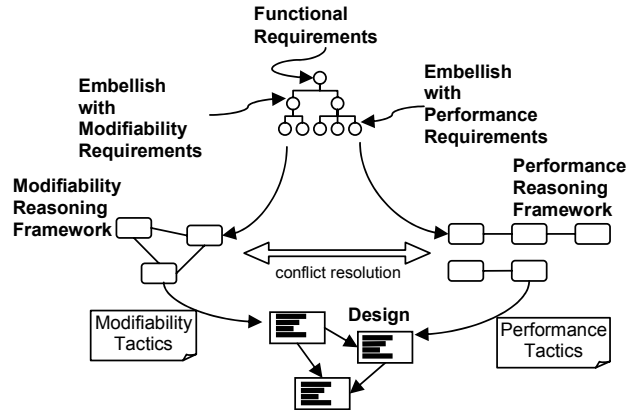 Functional
Requirements
Embellish
with
Modifiability
Requirements
Embellish
with
Performance
Requirements
Modifiability
Reasoning
Framework
Performance
Reasoning
Framework
conflict resolution
Modifiability
Tactics
Design
Performance
Tactics